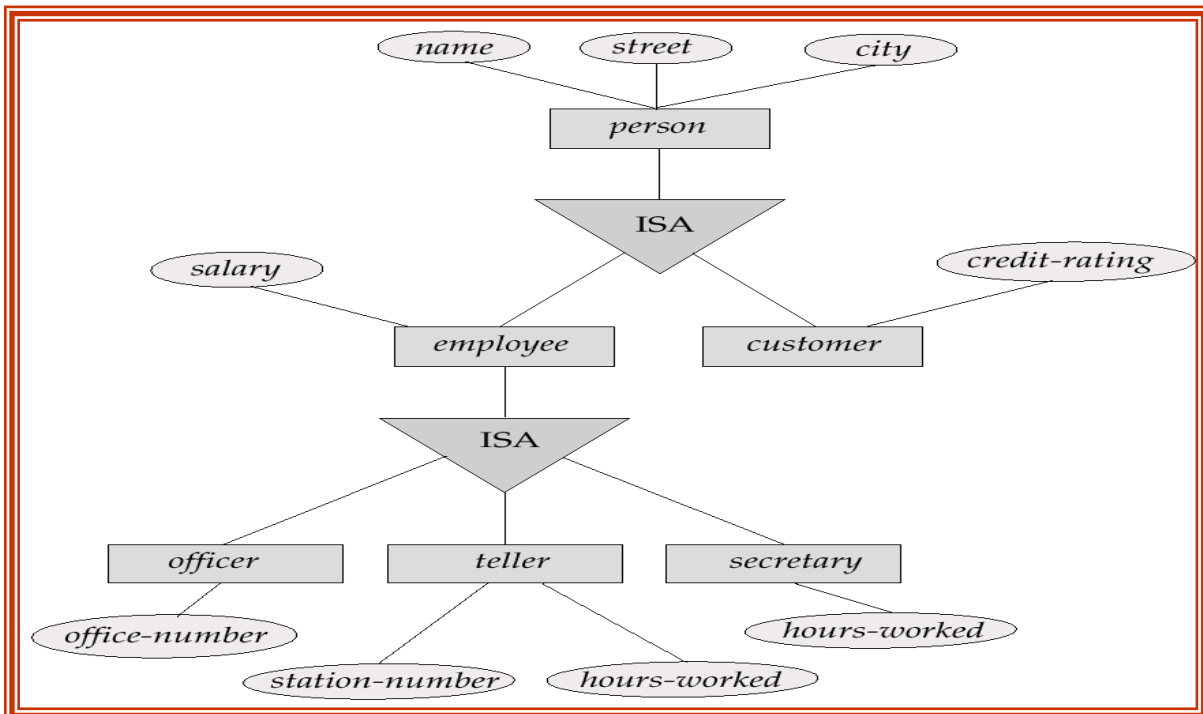 name
street
city
person
ISA
salary
credit-rating
employee
customer
ISA
officer
teller
secretary
office-number
hours-worked
station-number
hours-worked